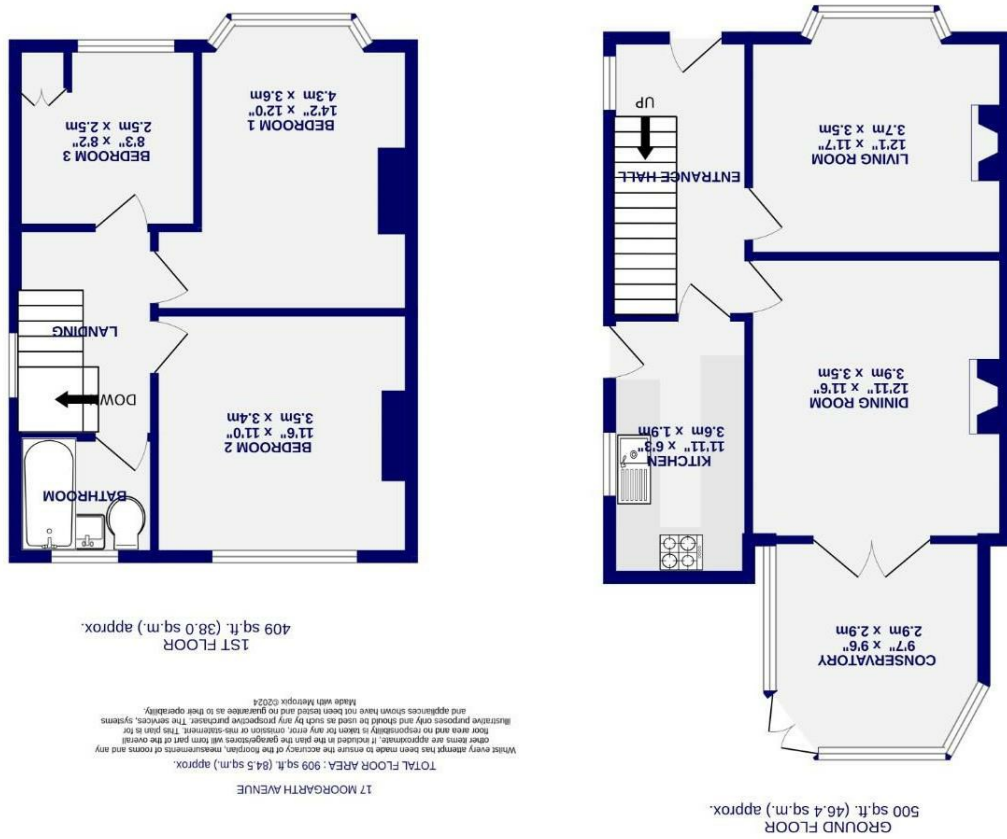 GROUND FLOOR
500 sq.ft. (46.4 sq.m.) approx.
CONSERVATORY
9'7" x 9'6"
2.9m x 2.9m
DINING ROOM
12'11" x 11'6"
3.9m x 3.5m
KITCHEN
11'11" x 6'3"
3.6m x 1.9m
ENTRANCE HALL
UP
LIVING ROOM
12'1" x 11'7"
3.7m x 3.5m
1ST FLOOR
409 sq.ft. (38.0 sq.m.) approx.
BATHROOM
BEDROOM 2
11'6" x 11'0"
3.5m x 3.4m
DOWN
LANDING
BEDROOM 1
14'2" x 12'0"
4.3m x 3.6m
BEDROOM 3
8'3" x 8'2"
2.5m x 2.5m
17 MOORGARTH AVENUE
TOTAL FLOOR AREA : 909 sq.ft. (84.5 sq.m.) approx.
Whilst every attempt has been made to ensure the accuracy of the floorplan, measurements of rooms and any
other items are approximate, if included in the plan the garage/stores will form part of the overall
floor area and no responsibility is taken for any error, omission or mis-statement. This plan is for
illustrative purposes only and should be used as such by any prospective purchaser. The services, systems
and appliances shown have not been tested and no guarantee as to their operability.
Made with Metropix ©2024